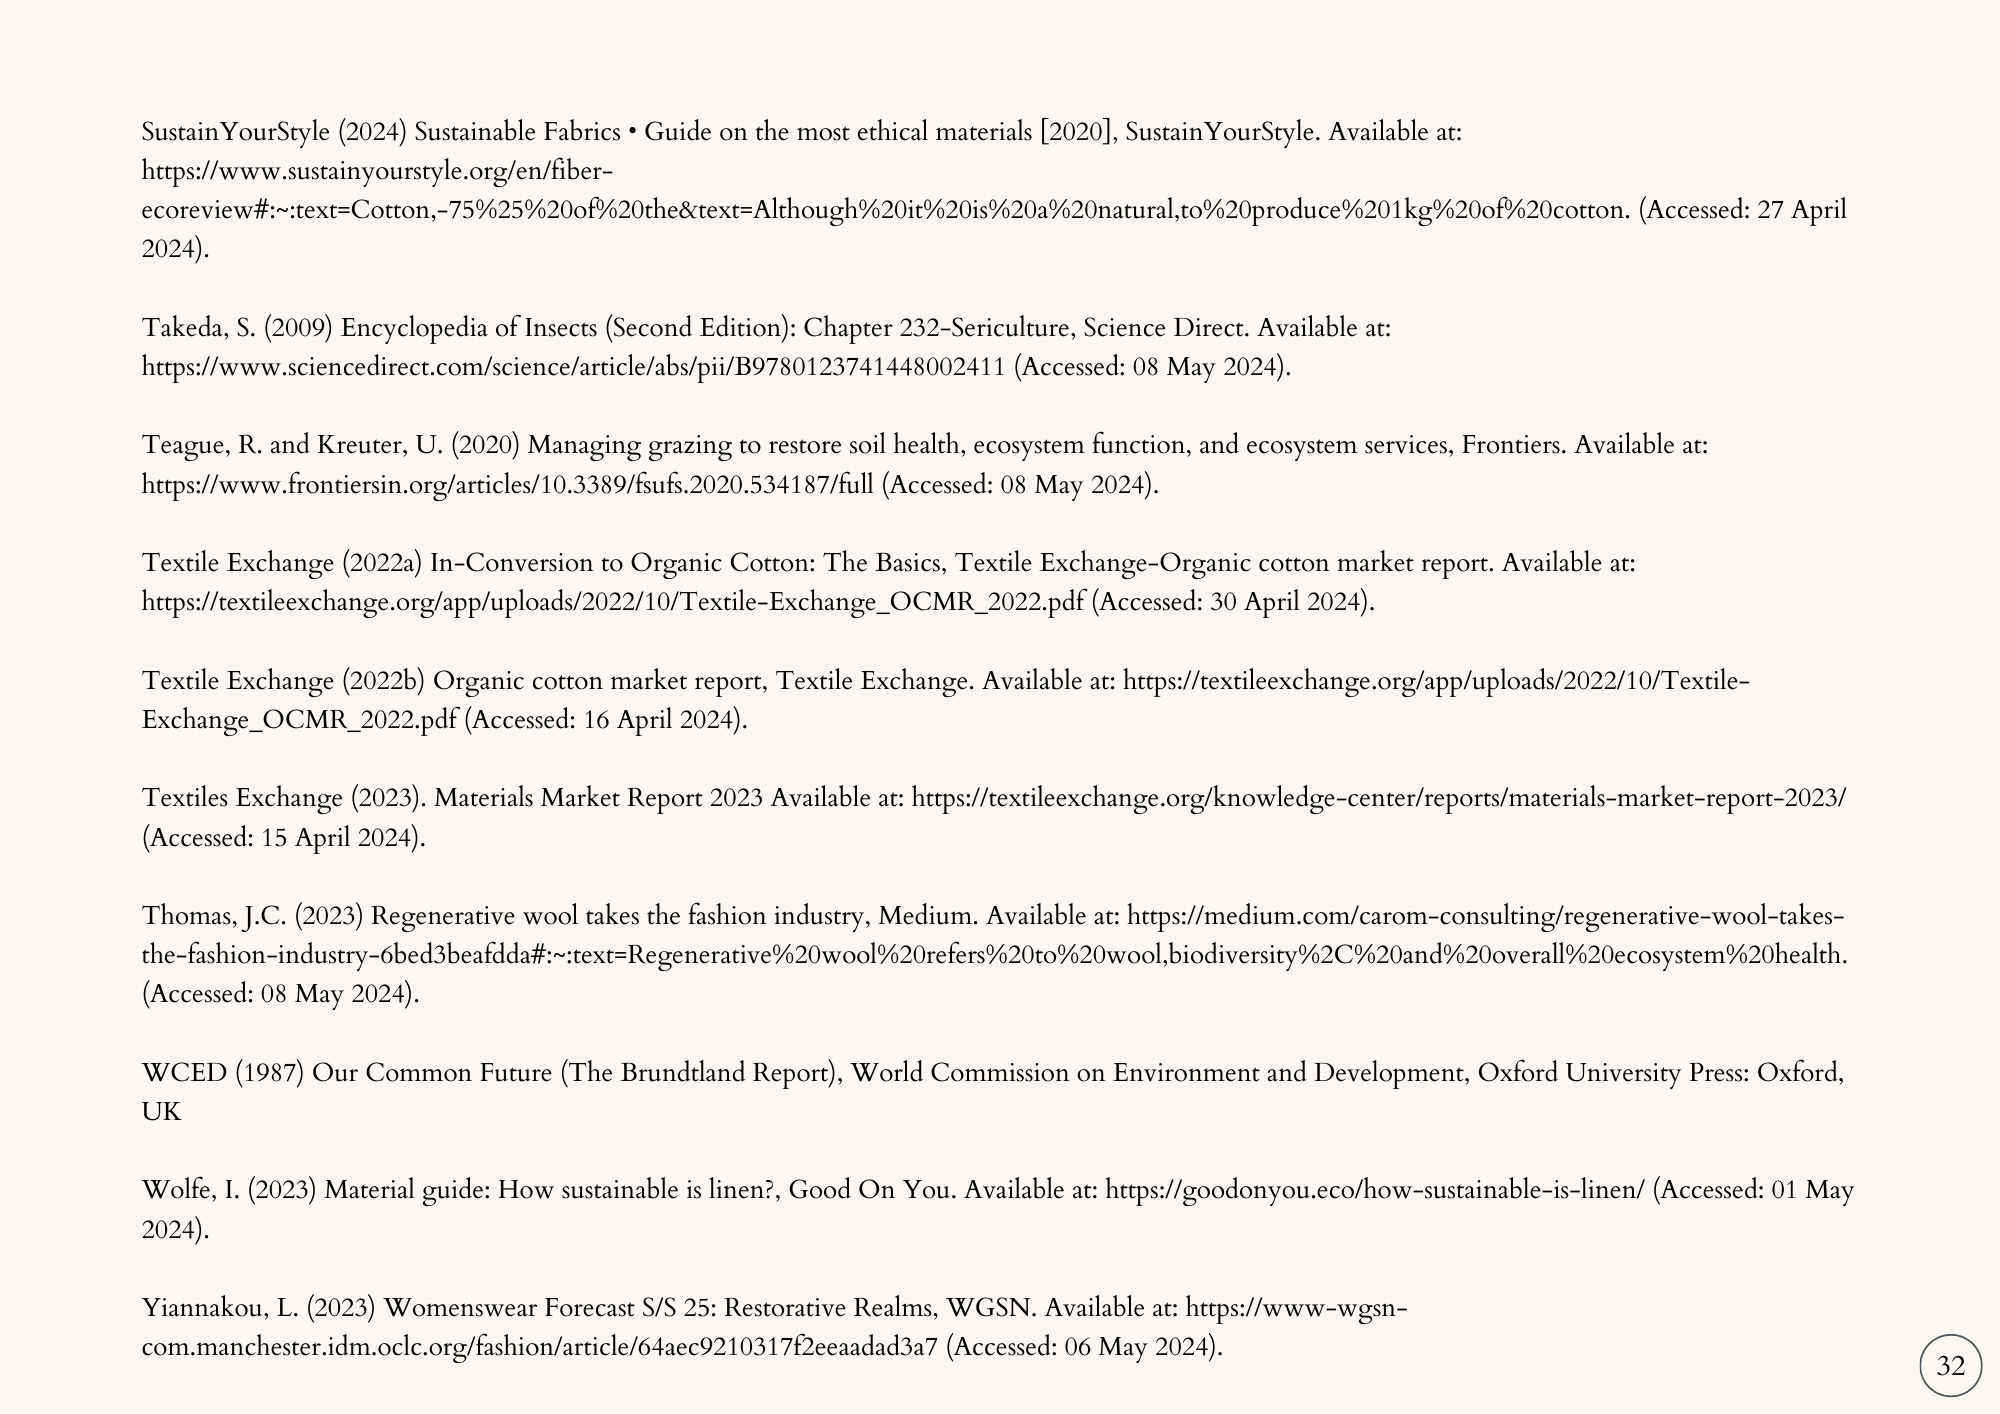 SustainYourStyle (2024) Sustainable Fabrics • Guide on the most ethical materials [2020], SustainYourStyle. Available at:
https://www.sustainyourstyle.org/en/fiber-
ecoreview#:~:text=Cotton,-75%25%20of%20the&text=Although%20it%20is%20a%20natural,to%20produce%201kg%20of%20cotton. (Accessed: 27 April
2024).
Takeda, S. (2009) Encyclopedia of Insects (Second Edition): Chapter 232-Sericulture, Science Direct. Available at:
https://www.sciencedirect.com/science/article/abs/pii/B9780123741448002411 (Accessed: 08 May 2024).
Teague, R. and Kreuter, U. (2020) Managing grazing to restore soil health, ecosystem function, and ecosystem services, Frontiers. Available at:
https://www.frontiersin.org/articles/10.3389/fsufs.2020.534187/full (Accessed: 08 May 2024).
Textile Exchange (2022a) In-Conversion to Organic Cotton: The Basics, Textile Exchange-Organic cotton market report. Available at:
https://textileexchange.org/app/uploads/2022/10/Textile-Exchange_OCMR_2022.pdf (Accessed: 30 April 2024).
Textile Exchange (2022b) Organic cotton market report, Textile Exchange. Available at: https://textileexchange.org/app/uploads/2022/10/Textile-
Exchange_OCMR_2022.pdf (Accessed: 16 April 2024).
Textiles Exchange (2023). Materials Market Report 2023 Available at: https://textileexchange.org/knowledge-center/reports/materials-market-report-2023/
(Accessed: 15 April 2024).
Thomas, J.C. (2023) Regenerative wool takes the fashion industry, Medium. Available at: https://medium.com/carom-consulting/regenerative-wool-takes-
the-fashion-industry-6bed3beafdda#:~:text=Regenerative%20wool%20refers%20to%20wool,biodiversity%2C%20and%20overall%20ecosystem%20health.
(Accessed: 08 May 2024).
WCED (1987) Our Common Future (The Brundtland Report), World Commission on Environment and Development, Oxford University Press: Oxford,
UK
Wolfe, I. (2023) Material guide: How sustainable is linen?, Good On You. Available at: https://goodonyou.eco/how-sustainable-is-linen/ (Accessed: 01 May
2024).
Yiannakou, L. (2023) Womenswear Forecast S/S 25: Restorative Realms, WGSN. Available at: https://www-wgsn-
com.manchester.idm.oclc.org/fashion/article/64aec9210317f2eeaadad3a7 (Accessed: 06 May 2024).
32